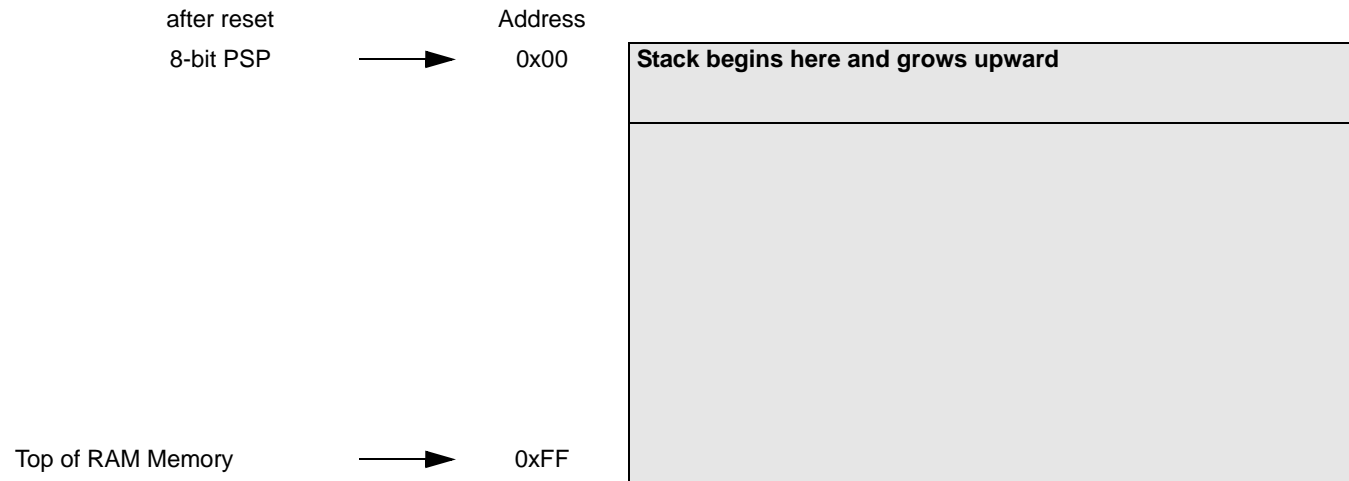 after reset Address
8-bit PSP 0x00 Stack begins here and grows upward
Top of RAM Memory 0xFF